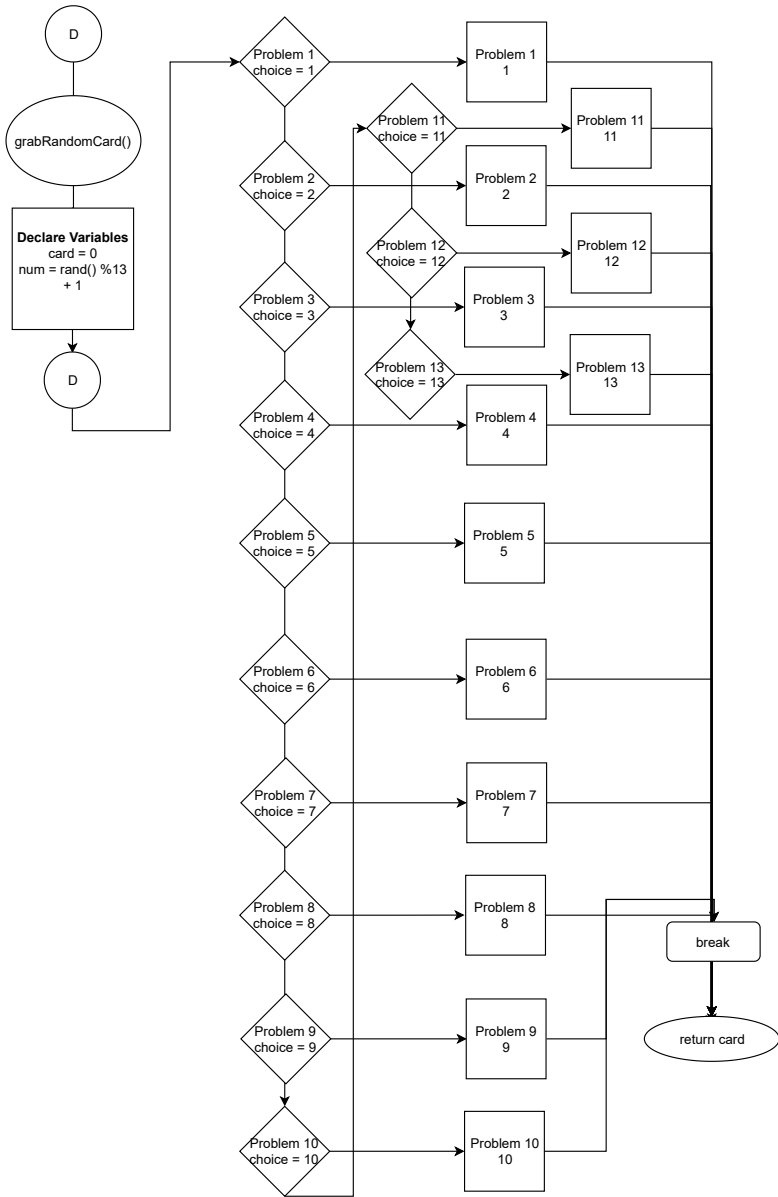 D
grabRandomCard()
Declare Variables
card = 0
num = rand() %13
+ 1
D
Problem 1
choice = 1
Problem 1
1
Problem 2
choice = 2
Problem 2
2
Problem 3
choice = 3
Problem 3
3
Problem 4
choice = 4
Problem 4
4
Problem 5
choice = 5
Problem 5
5
Problem 6
choice = 6
Problem 6
6
Problem 7
choice = 7
Problem 7
7
Problem 8
choice = 8
Problem 8
8
Problem 9
choice = 9
Problem 9
9
Problem 10
choice = 10
Problem 10
10
Problem 11
choice = 11
Problem 11
11
Problem 12
choice = 12
Problem 12
12
Problem 13
choice = 13
Problem 13
13
break
return card